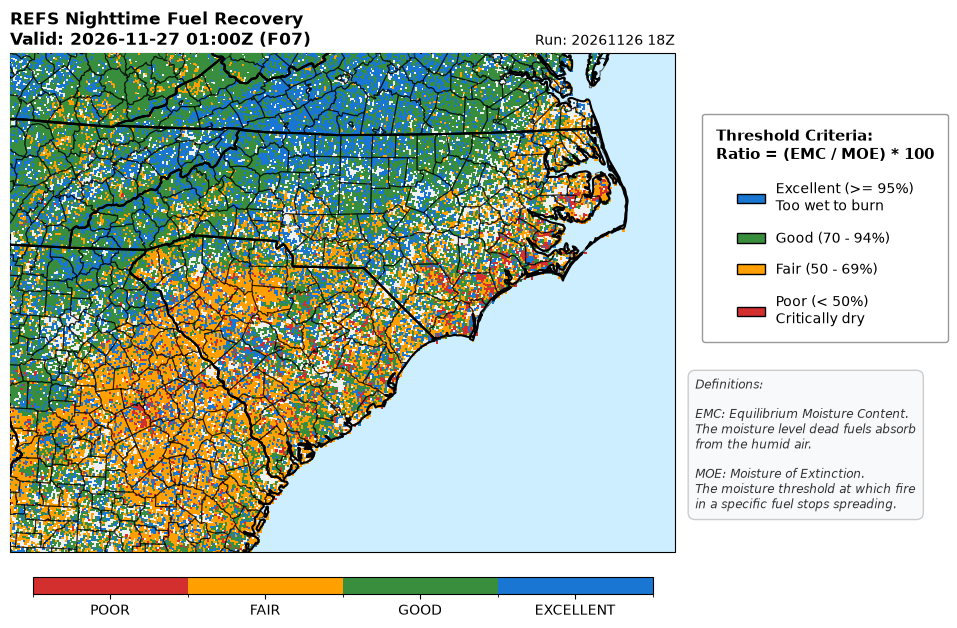 REFS Nighttime Fuel Recovery
Valid: 2026-11-27 01:00Z (F07)
Run: 20261126 18Z
Threshold Criteria:
Ratio = (EMC / MOE) * 100
Excellent (>= 95%)
Too wet to burn
Good (70 - 94%)
Fair (50 - 69%)
Poor (< 50%)
Critically dry
Definitions:
EMC: Equilibrium Moisture Content.
The moisture level dead fuels absorb
from the humid air.
MOE: Moisture of Extinction.
The moisture threshold at which fire
in a specific fuel stops spreading.
POOR
FAIR
GOOD
EXCELLENT